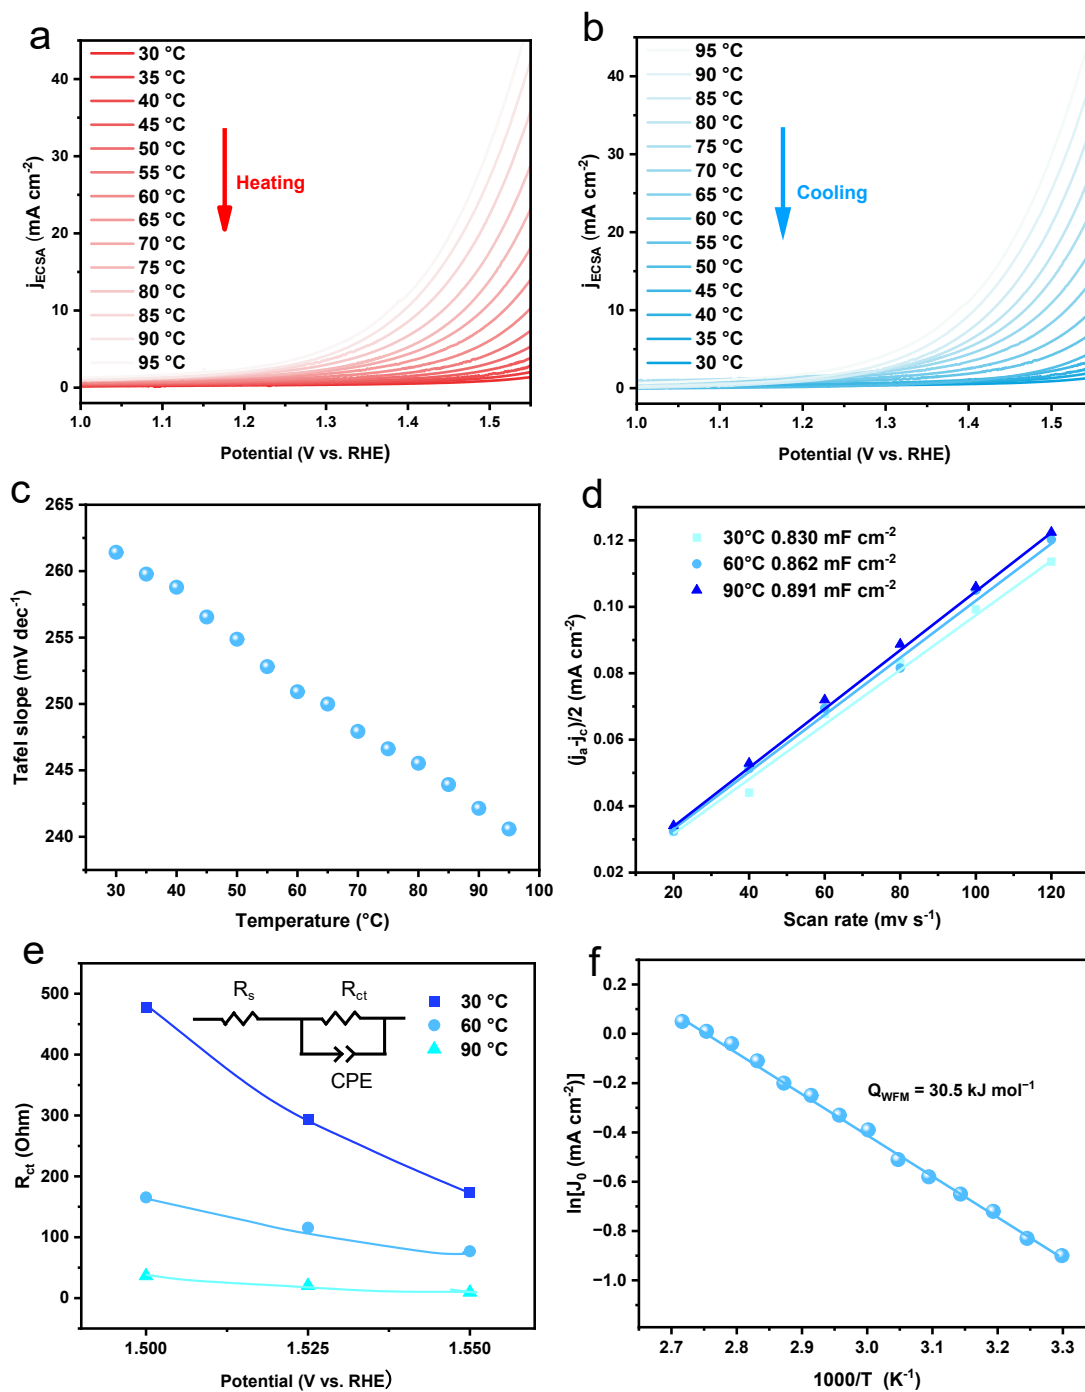 a
40
30
20
10
0
j_ECSA (mA cm⁻²)
30 °C
35 °C
40 °C
45 °C
50 °C
55 °C
60 °C
65 °C
70 °C
75 °C
80 °C
85 °C
90 °C
95 °C
Heating
1.0 1.1 1.2 1.3 1.4 1.5
Potential (V vs. RHE)
b
40
30
20
10
0
j_ECSA (mA cm⁻²)
95 °C
90 °C
85 °C
80 °C
75 °C
70 °C
65 °C
60 °C
55 °C
50 °C
45 °C
40 °C
35 °C
30 °C
Cooling
1.0 1.1 1.2 1.3 1.4 1.5
Potential (V vs. RHE)
c
265
260
255
250
245
240
Tafel slope (mV dec⁻¹)
30 40 50 60 70 80 90 100
Temperature (°C)
d
0.12
0.10
0.08
0.06
0.04
0.02
(j_a-j_c)/2 (mA cm⁻²)
30°C 0.830 mF cm⁻²
60°C 0.862 mF cm⁻²
90°C 0.891 mF cm⁻²
20 40 60 80 100 120
Scan rate (mv s⁻¹)
e
500
400
300
200
100
0
R_ct (Ohm)
R_s R_ct
CPE
30 °C
60 °C
90 °C
1.500 1.525 1.550
Potential (V vs. RHE)
f
0.2
0.0
−0.2
−0.4
−0.6
−0.8
−1.0
ln[J_0 (mA cm⁻²)]
Q_WFM = 30.5 kJ mol⁻¹
2.7 2.8 2.9 3.0 3.1 3.2 3.3
1000/T (K⁻¹)